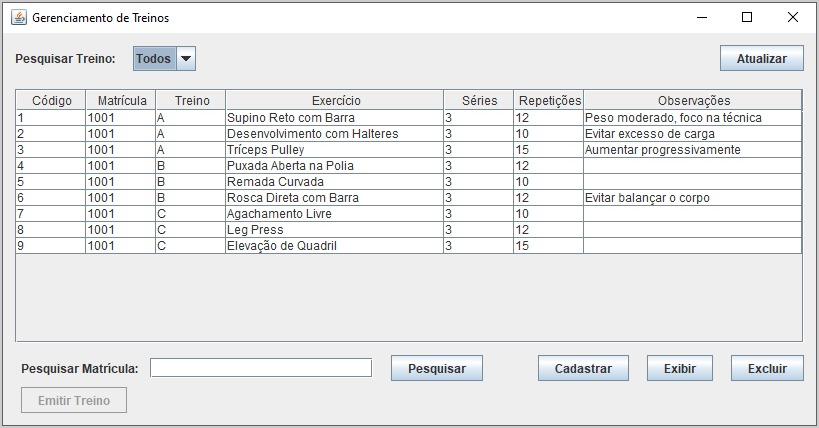 Gerenciamento de Treinos
Pesquisar Treino: Todos Atualizar
Código Matrícula Treino Exercício Séries Repetições Observações
1 1001 A Supino Reto com Barra 3 12 Peso moderado, foco na técnica
2 1001 A Desenvolvimento com Halteres 3 10 Evitar excesso de carga
3 1001 A Tríceps Pulley 3 15 Aumentar progressivamente
4 1001 B Puxada Aberta na Polia 3 12
5 1001 B Remada Curvada 3 10
6 1001 B Rosca Direta com Barra 3 12 Evitar balançar o corpo
7 1001 C Agachamento Livre 3 10
8 1001 C Leg Press 3 12
9 1001 C Elevação de Quadril 3 15
Pesquisar Matrícula: Pesquisar Cadastrar Exibir Excluir
Emitir Treino